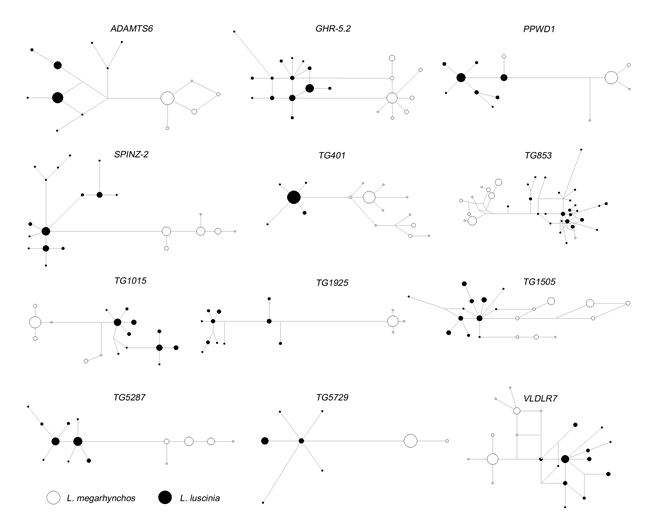 ADAMTS6 GHR-5.2 PPWD1
SPINZ-2 TG401 TG853
TG1015 TG1925 TG1505
TG5287 TG5729 VLDLR7
L. megarhynchos L. luscinia